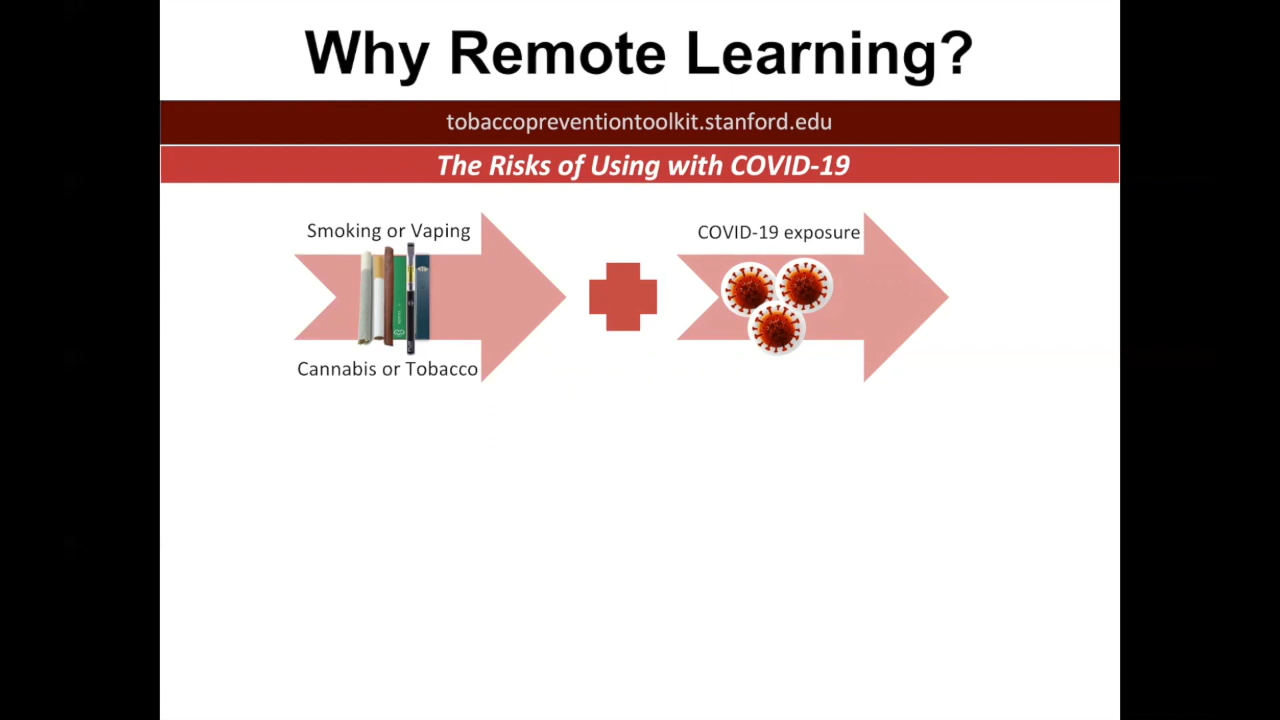 Why Remote Learning?
tobaccopreventiontoolkit.stanford.edu
The Risks of Using with COVID-19
Smoking or Vaping
Cannabis or Tobacco
COVID-19 exposure